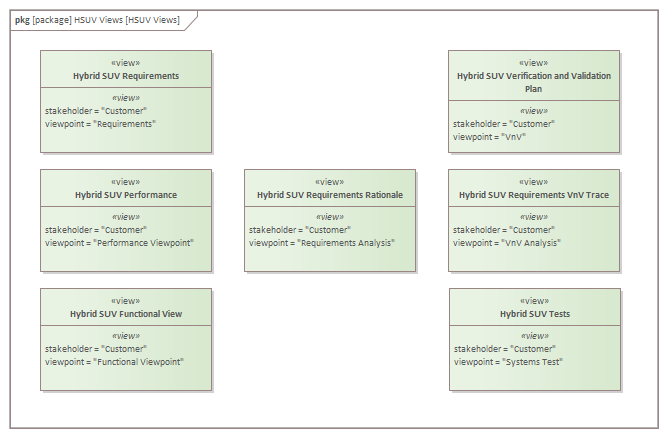 pkg [package] HSUV Views [HSUV Views]
«view»
Hybrid SUV Requirements
«view»
stakeholder = "Customer"
viewpoint = "Requirements"
«view»
Hybrid SUV Verification and Validation
Plan
«view»
stakeholder = "Customer"
viewpoint = "VnV"
«view»
Hybrid SUV Performance
«view»
stakeholder = "Customer"
viewpoint = "Performance Viewpoint"
«view»
Hybrid SUV Requirements Rationale
«view»
stakeholder = "Customer"
viewpoint = "Requirements Analysis"
«view»
Hybrid SUV Requirements VnV Trace
«view»
stakeholder = "Customer"
viewpoint = "VnV Analysis"
«view»
Hybrid SUV Functional View
«view»
stakeholder = "Customer"
viewpoint = "Functional Viewpoint"
«view»
Hybrid SUV Tests
«view»
stakeholder = "Customer"
viewpoint = "Systems Test"